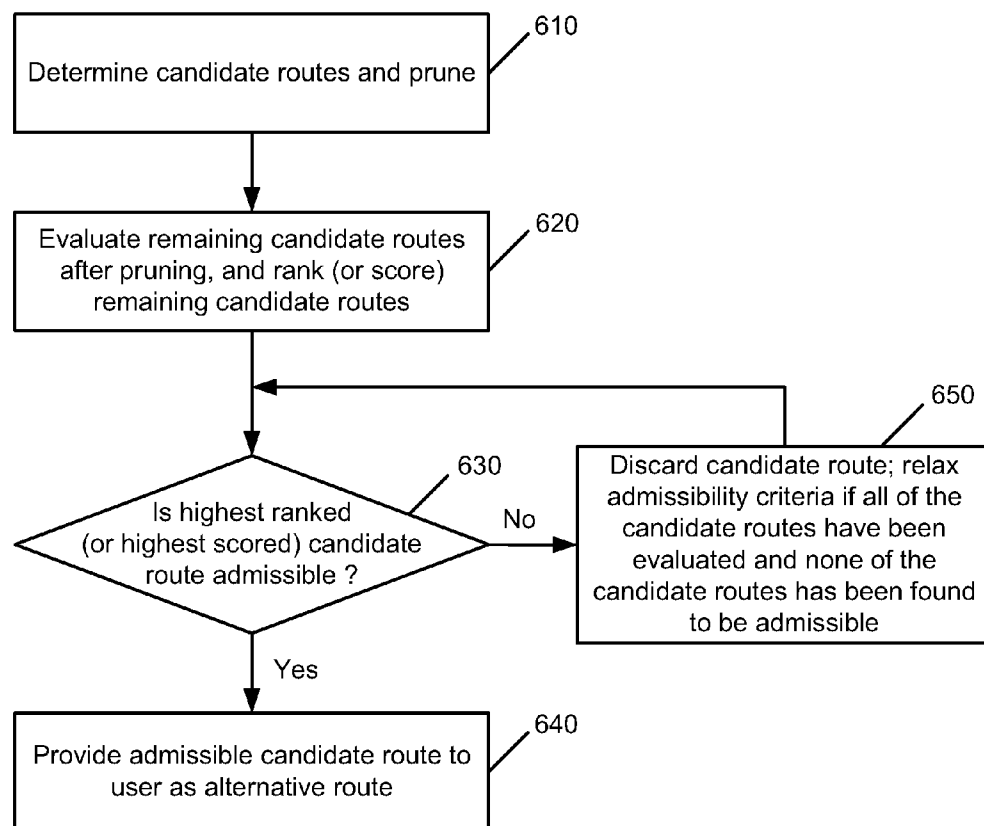 610
Determine candidate routes and prune
620
Evaluate remaining candidate routes
after pruning, and rank (or score)
remaining candidate routes
650
630
Is highest ranked
(or highest scored) candidate
route admissible ?
No
Discard candidate route; relax
admissibility criteria if all of the
candidate routes have been
evaluated and none of the
candidate routes has been found
to be admissible
Yes
640
Provide admissible candidate route to
user as alternative route